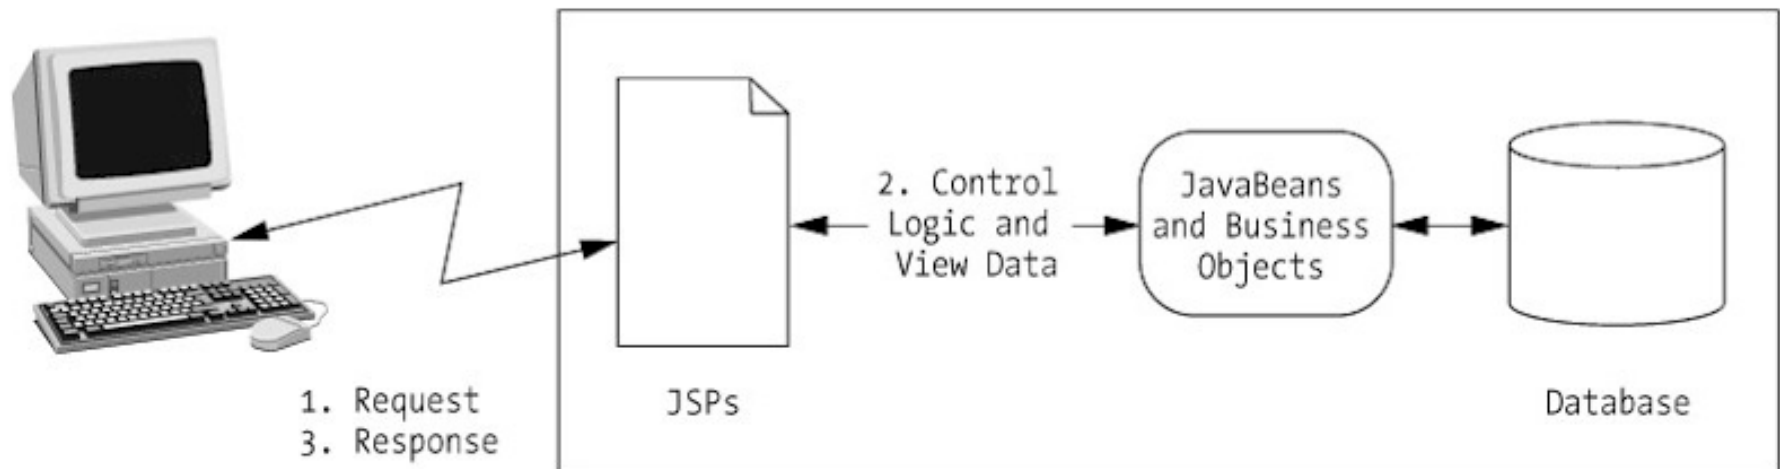 1. Request
3. Response
JSPs
2. Control
Logic and
View Data
JavaBeans
and Business
Objects
Database